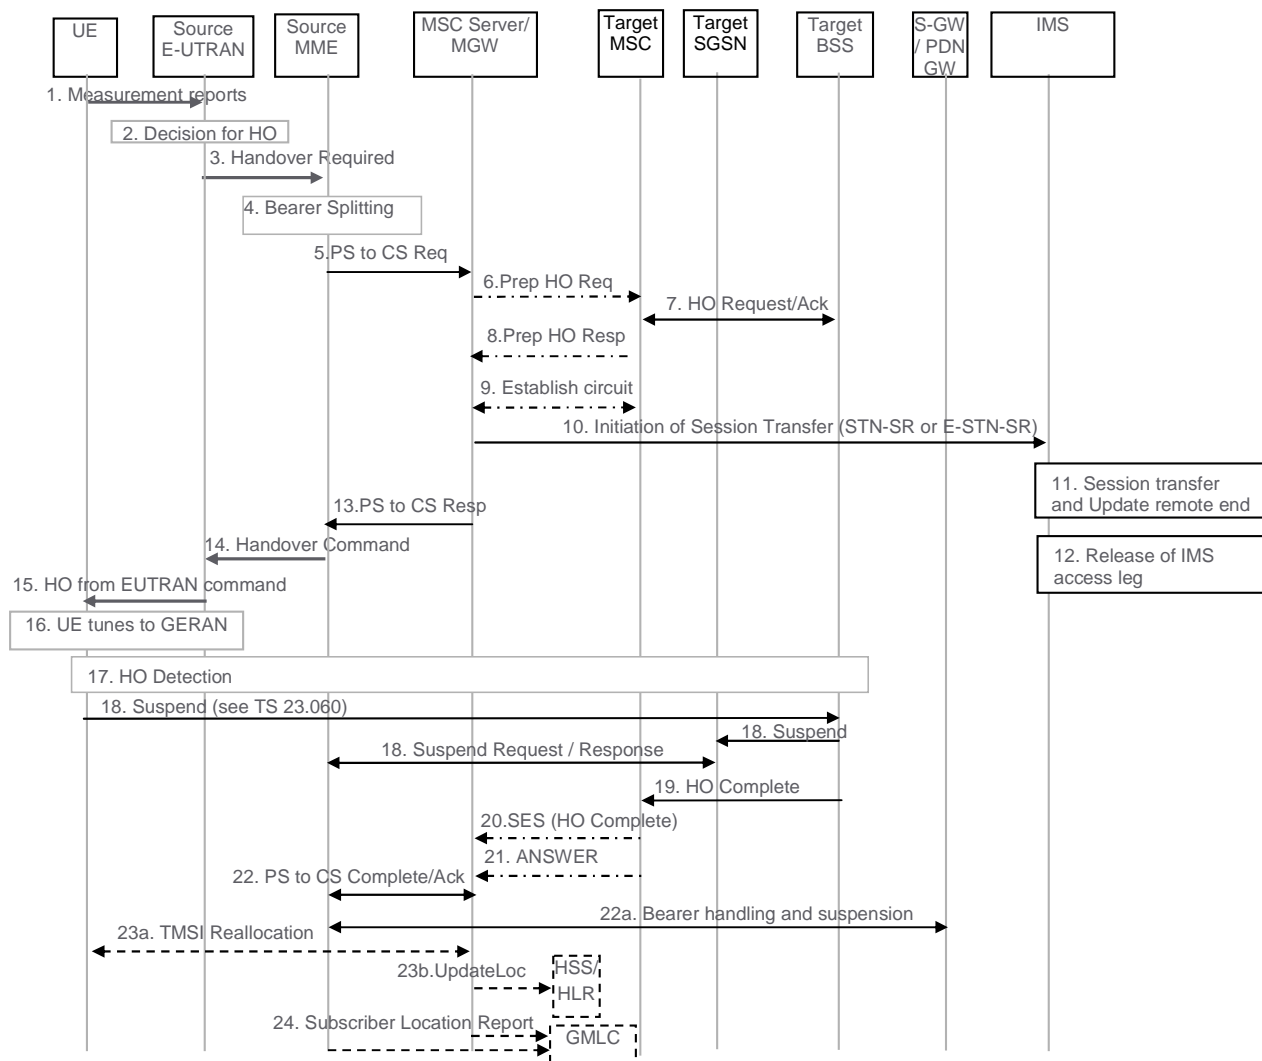 UE
Source
E-UTRAN
Source
MME
MSC Server/
MGW
Target
MSC
Target
SGSN
Target
BSS
S-GW
/ PDN
GW
IMS
1. Measurement reports
2. Decision for HO
3. Handover Required
4. Bearer Splitting
5.PS to CS Req
6.Prep HO Req
7. HO Request/Ack
8.Prep HO Resp
9. Establish circuit
10. Initiation of Session Transfer (STN-SR or E-STN-SR)
11. Session transfer
and Update remote end
13.PS to CS Resp
14. Handover Command
12. Release of IMS
access leg
15. HO from EUTRAN command
16. UE tunes to GERAN
17. HO Detection
18. Suspend (see TS 23.060)
18. Suspend
18. Suspend Request / Response
19. HO Complete
20.SES (HO Complete)
21. ANSWER
22. PS to CS Complete/Ack
22a. Bearer handling and suspension
23a. TMSI Reallocation
23b.UpdateLoc
HSS/
HLR
24. Subscriber Location Report
GMLC